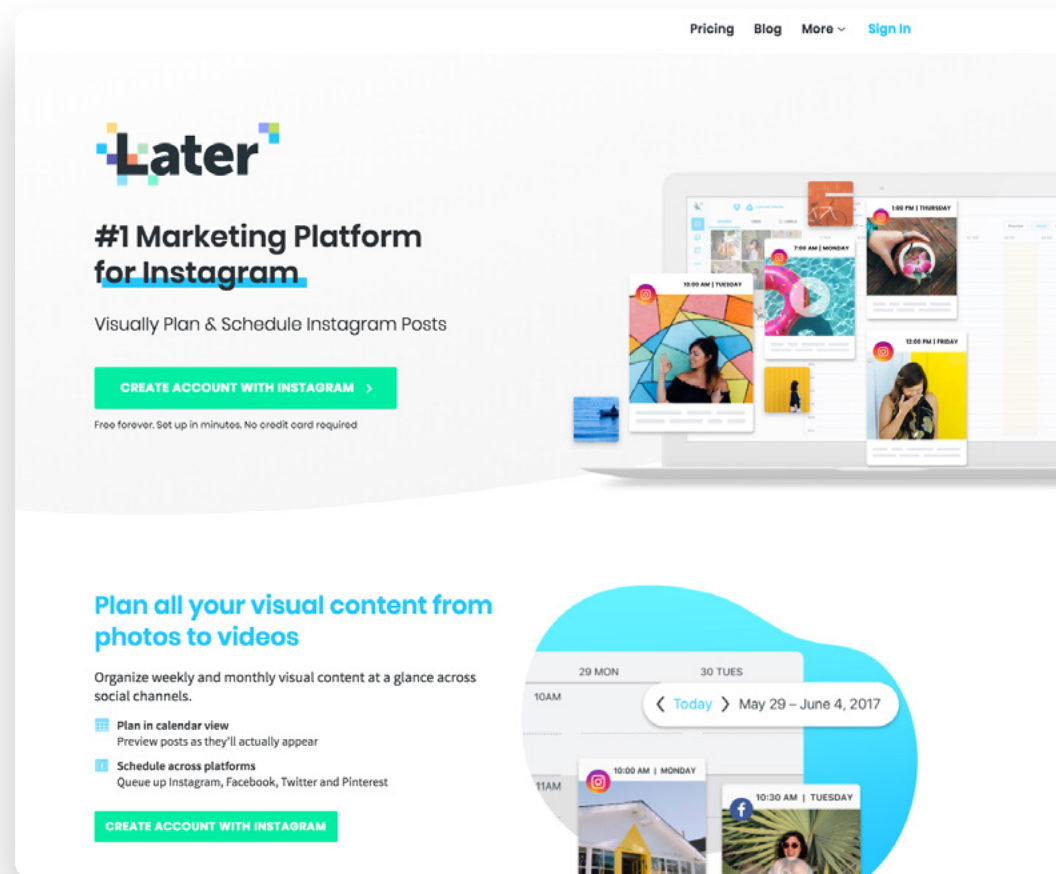 Pricing Blog More Sign In
Later
#1 Marketing Platform
for Instagram
Visually Plan & Schedule Instagram Posts
CREATE ACCOUNT WITH INSTAGRAM
Free forever. Set up in minutes. No credit card required
1:00 PM | THURSDAY
7:00 AM | MONDAY
10:00 AM | TUESDAY
12:00 PM | FRIDAY
Plan all your visual content from
photos to videos
Organize weekly and monthly visual content at a glance across
social channels.
Plan in calendar view
Preview posts as they'll actually appear
Schedule across platforms
Queue up Instagram, Facebook, Twitter and Pinterest
CREATE ACCOUNT WITH INSTAGRAM
29 MON 30 TUES
10AM
Today May 29 – June 4, 2017
11AM
10:00 AM | MONDAY
10:30 AM | TUESDAY